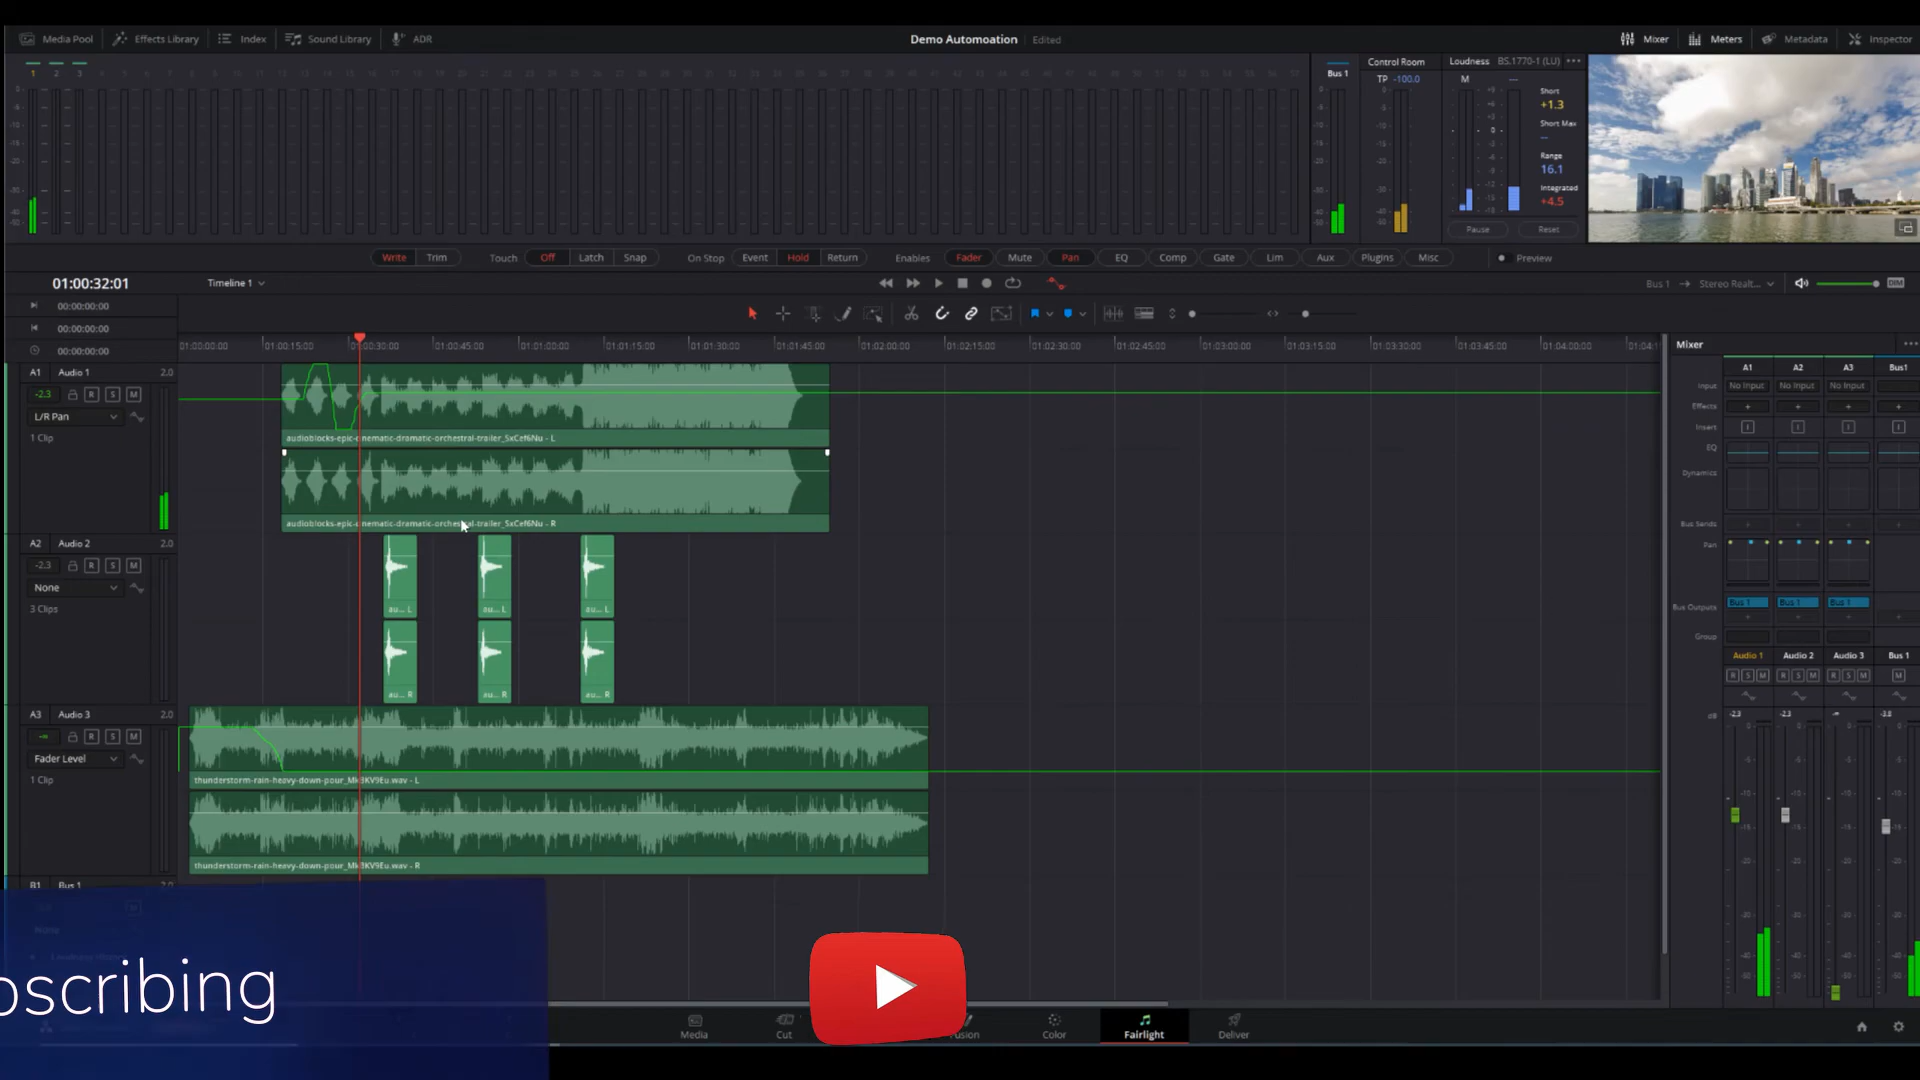 Media Pool Effects Library Index Sound Library ADR Demo Automoation Edited Mixer Meters Metadata Inspector
Bus 1 Control Room Loudness BS.1770-1 (LU)
TP -100.0 M
Short
+1.3
Short Max
--
Range
16.1
Integrated
+4.5
Pause Reset
Write Trim Touch Off Latch Snap On Stop Event Hold Return Enables Fader Mute Pan EQ Comp Gate Lim Aux Plugins Misc Preview
01:00:32:01 Timeline 1 Bus 1 Stereo Realt... DIM
00:00:00:00
00:00:00:00
00:00:00:00
01:00:00:00 01:00:15:00 01:00:30:00 01:00:45:00 01:01:00:00 01:01:15:00 01:01:30:00 01:01:45:00 01:02:00:00 01:02:15:00 01:02:30:00 01:02:45:00 01:03:00:00 01:03:15:00 01:03:30:00 01:03:45:00 01:04:00:00 01:04:1
A1 Audio 1 2.0
-2.3 R S M
L/R Pan
1 Clip
audioblocks-epic-cinematic-dramatic-orchestral-trailer_SxCef6Nu - L
audioblocks-epic-cinematic-dramatic-orchestral-trailer_SxCef6Nu - R
A2 Audio 2 2.0
-2.3 R S M
None
3 Clips
au... L au... L au... L
au... R au... R au... R
A3 Audio 3 2.0
-∞ R S M
Fader Level
1 Clip
thunderstorm-rain-heavy-down-pour_Mk8KV9Eu.wav - L
thunderstorm-rain-heavy-down-pour_Mk8KV9Eu.wav - R
B1 Bus 1 2.0
Mixer
A1 A2 A3 Bus1
Input No Input No Input No Input
Effects
Insert
EQ
Dynamics
Bus Sends
Pan
Bus Outputs Bus 1 Bus 1 Bus 1
Group
Audio 1 Audio 2 Audio 3 Bus 1
R S M R S M R S M M
dB -2.3 -2.3 -∞ -3.8
bscribing
Media Cut Fusion Color Fairlight Deliver